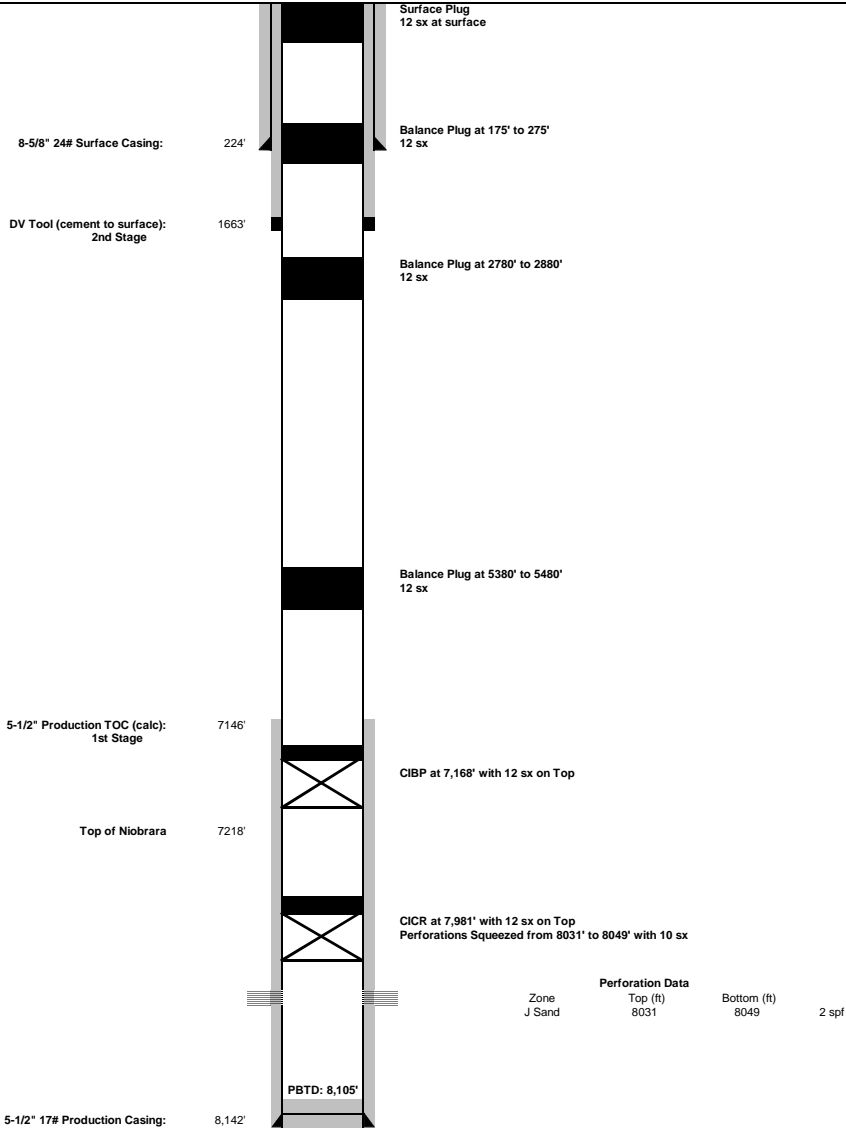 Surface Plug
12 sx at surface
Balance Plug at 175' to 275'
12 sx
8-5/8" 24# Surface Casing: 224'
DV Tool (cement to surface): 1663'
2nd Stage
Balance Plug at 2780' to 2880'
12 sx
Balance Plug at 5380' to 5480'
12 sx
5-1/2" Production TOC (calc): 7146'
1st Stage
CIBP at 7,168' with 12 sx on Top
Top of Niobrara 7218'
CICR at 7,981' with 12 sx on Top
Perforations Squeezed from 8031' to 8049' with 10 sx
Perforation Data
Zone Top (ft) Bottom (ft)
J Sand 8031 8049 2 spf
PBTD: 8,105'
5-1/2" 17# Production Casing: 8,142'